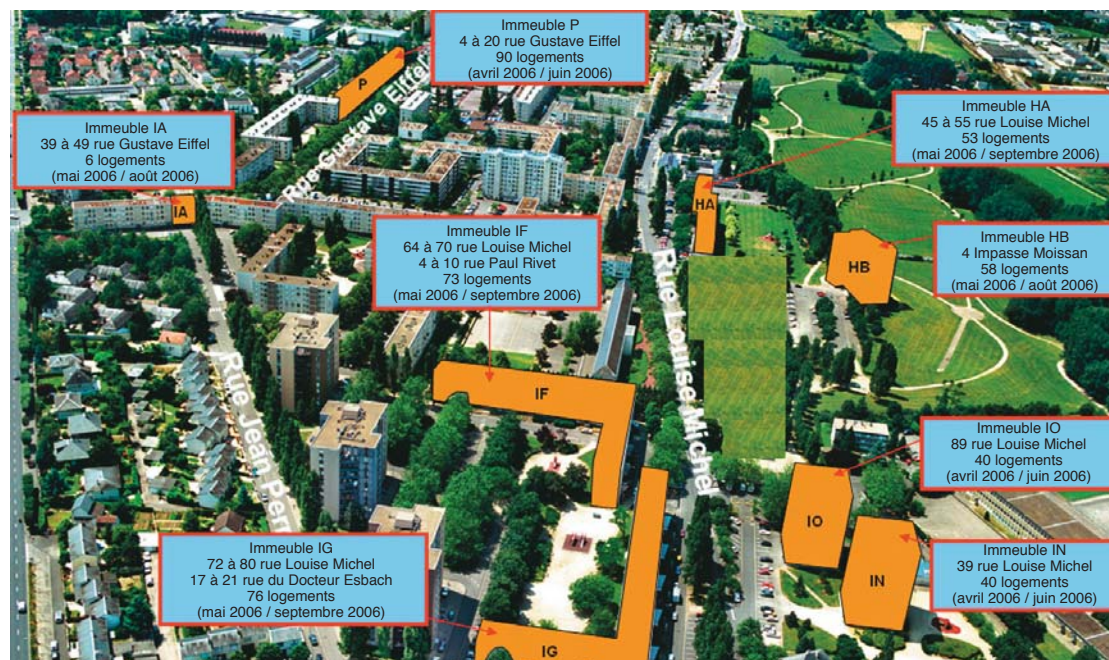 Immeuble P
4 à 20 rue Gustave Eiffel
90 logements
(avril 2006 / juin 2006)
P
Rue Gustave Eiffel
Immeuble IA
39 à 49 rue Gustave Eiffel
6 logements
(mai 2006 / août 2006)
IA
Immeuble HA
45 à 55 rue Louise Michel
53 logements
(mai 2006 / septembre 2006)
HA
Immeuble IF
64 à 70 rue Louise Michel
4 à 10 rue Paul Rivet
73 logements
(mai 2006 / septembre 2006)
IF
Immeuble HB
4 Impasse Moissan
58 logements
(mai 2006 / août 2006)
HB
Rue Louise Michel
Rue Jean Perr
Immeuble IO
89 rue Louise Michel
40 logements
(avril 2006 / juin 2006)
IO
Immeuble IG
72 à 80 rue Louise Michel
17 à 21 rue du Docteur Esbach
76 logements
(mai 2006 / septembre 2006)
IG
Immeuble IN
39 rue Louise Michel
40 logements
(avril 2006 / juin 2006)
IN